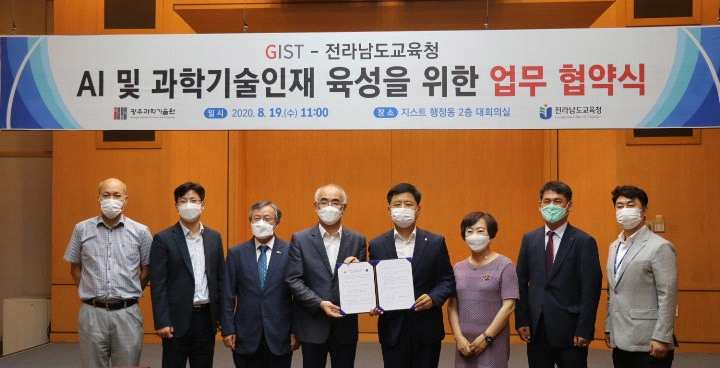 GIST - 전라남도교육청
AI 및 과학기술인재 육성을 위한 업무 협약식
광주과학기술원 일 시 2020. 8. 19.(수) 11:00 장 소 지스트 행정동 2층 대회의실 전라남도교육청